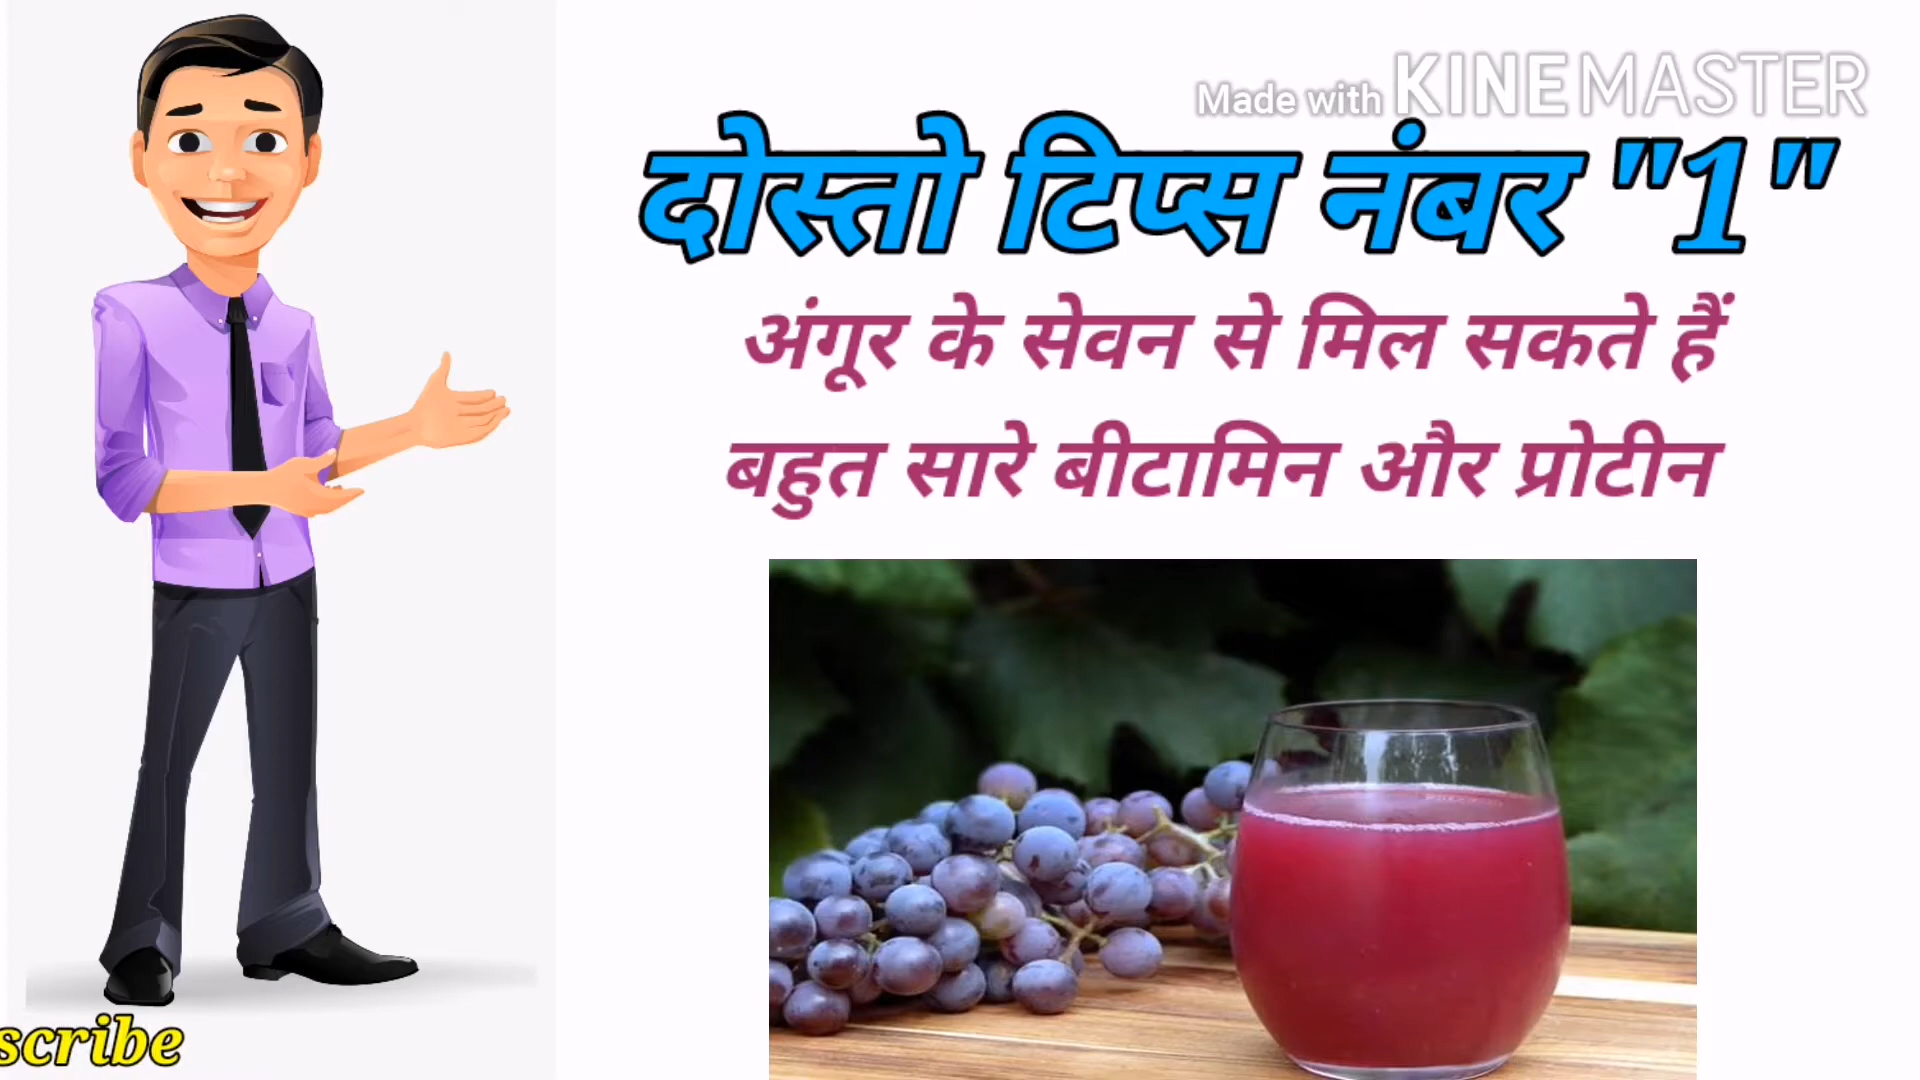 Made with KINEMASTER
दोस्तो टिप्स नंबर "1"
अंगूर के सेवन से मिल सकते हैं
बहुत सारे बीटामिन और प्रोटीन
scribe